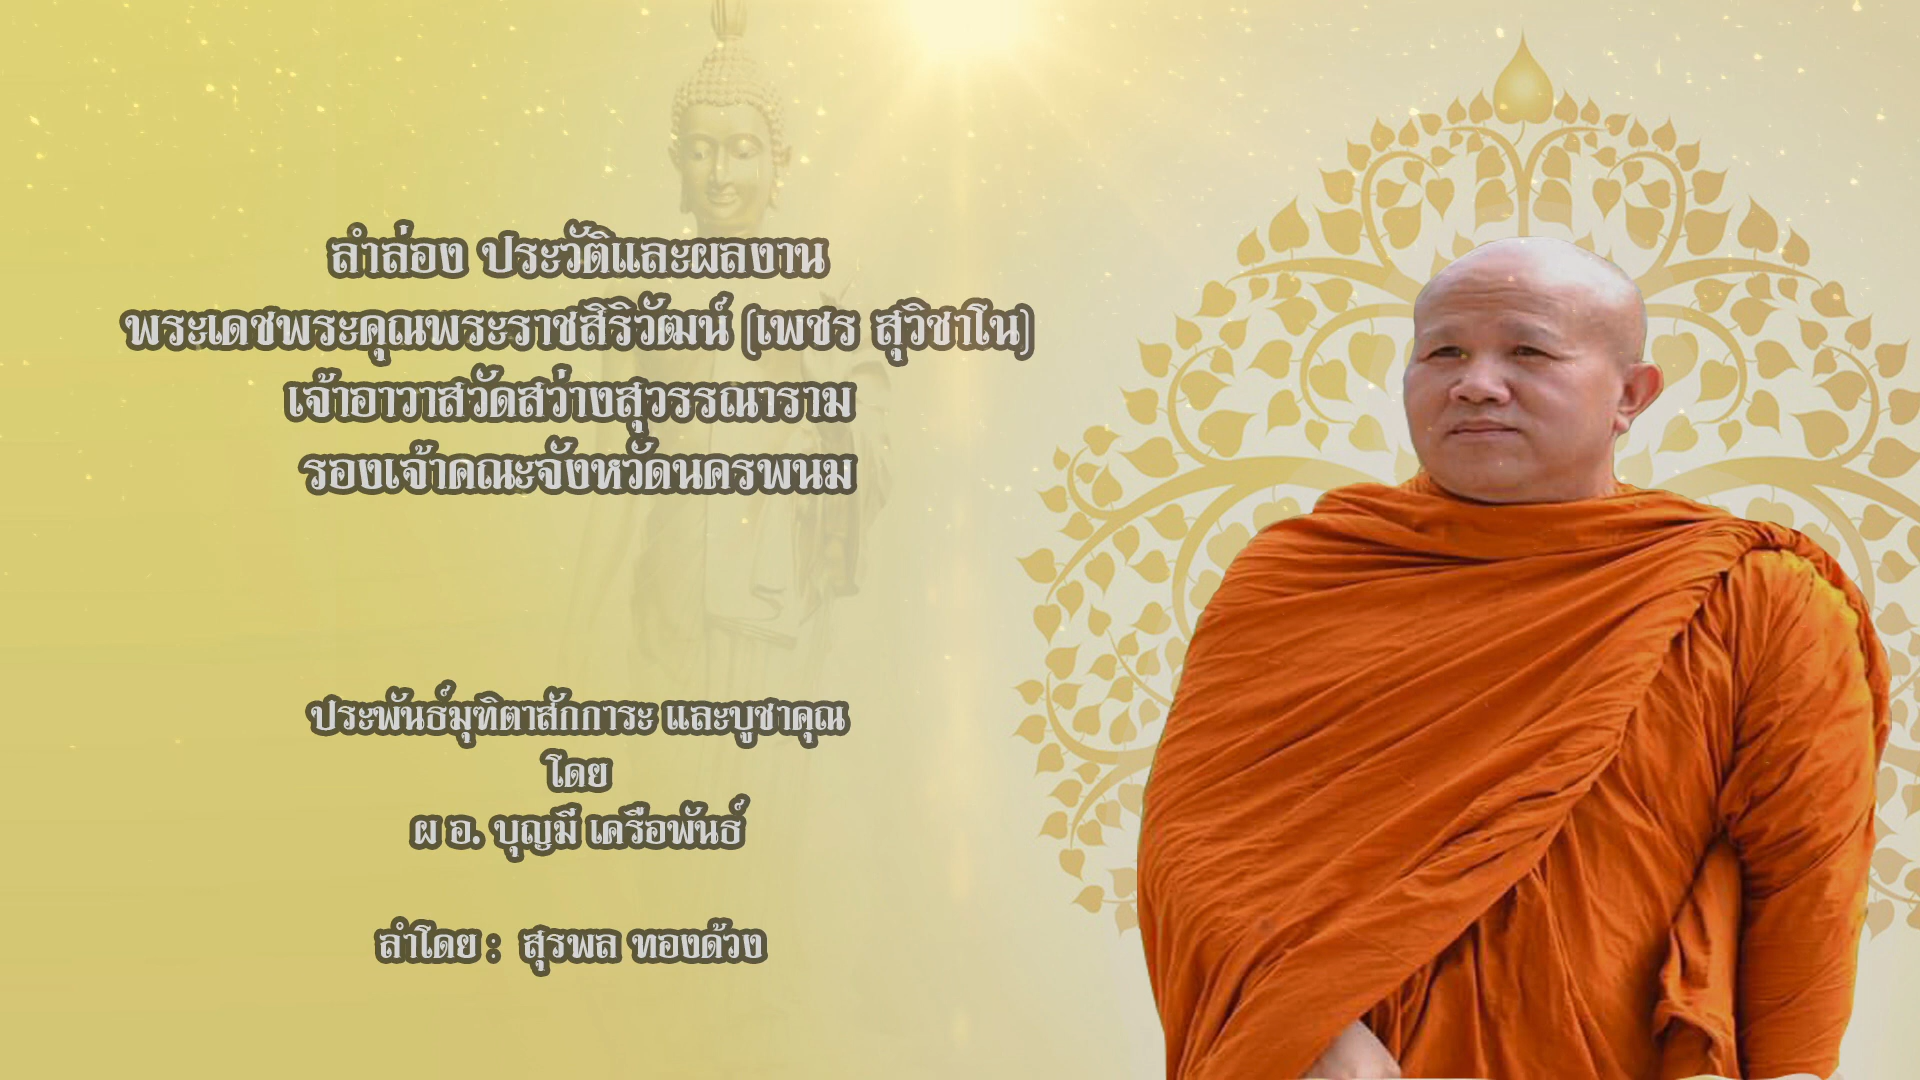 ลำล่อง ประวัติและผลงาน
พระเดชพระคุณพระราชสิริวัฒน์ (เพชร สุวิชาโน)
เจ้าอาวาสวัดสว่างสุวรรณาราม
รองเจ้าคณะจังหวัดนครพนม
ประพันธ์มุฑิตาสักการะ และบูชาคุณ
โดย
ผ อ. บุญมี เครือพันธ์
ลำโดย : สุรพล ทองด้วง